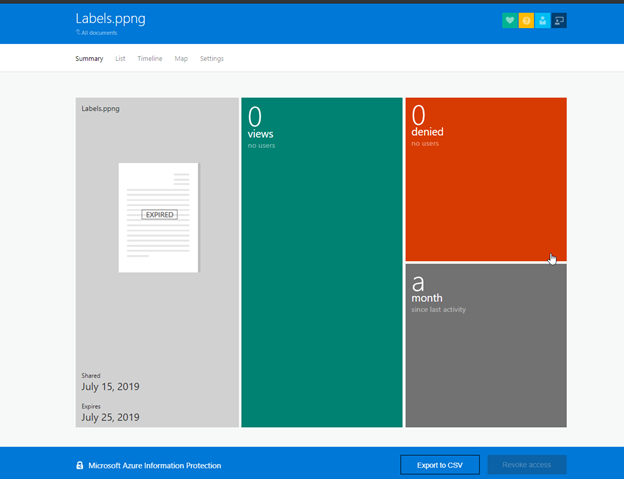 Labels.ppng
All documents
Summary List Timeline Map Settings
Labels.ppng
EXPIRED
Shared
July 15, 2019
Expires
July 25, 2019
0
views
no users
0
denied
no users
a
month
since last activity
Microsoft Azure Information Protection
Export to CSV
Revoke access